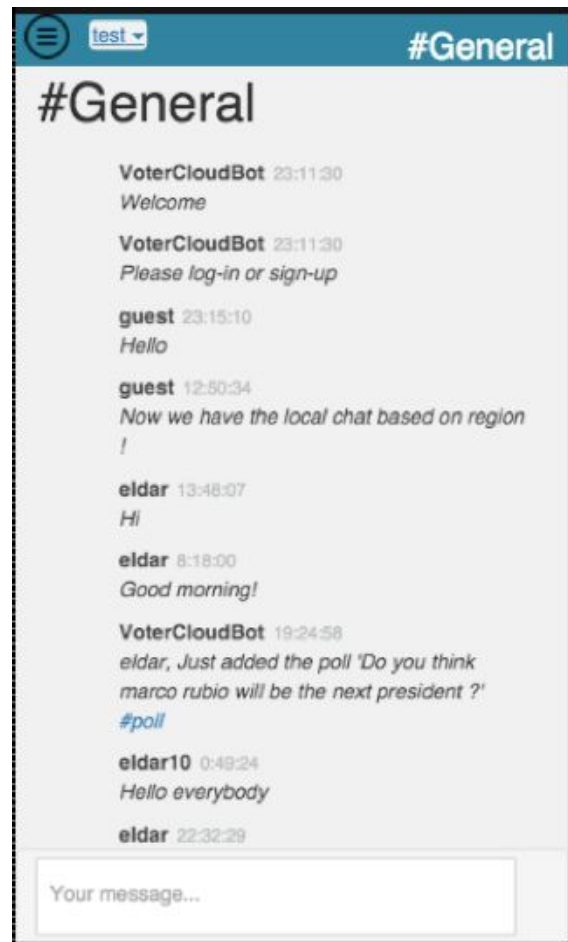 test
#General
#General
VoterCloudBot 23:11:30
Welcome
VoterCloudBot 23:11:30
Please log-in or sign-up
guest 23:15:10
Hello
guest 12:50:34
Now we have the local chat based on region
!
eldar 13:48:07
Hi
eldar 8:18:00
Good morning!
VoterCloudBot 19:24:58
eldar, Just added the poll 'Do you think
marco rubio will be the next president ?'
#poll
eldar10 0:49:24
Hello everybody
eldar 22:32:29
Your message...